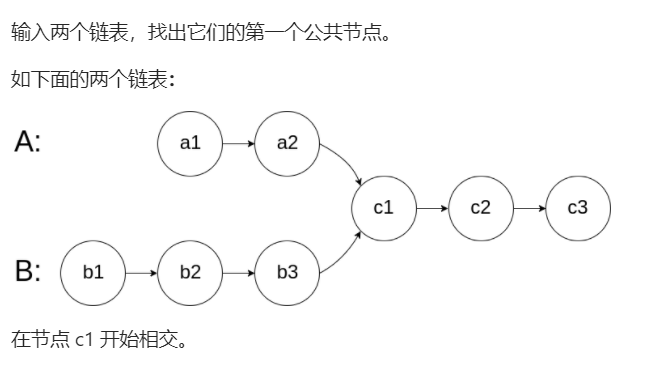 输入两个链表，找出它们的第一个公共节点。
如下面的两个链表：
A: a1 a2
c1 c2 c3
B: b1 b2 b3
在节点 c1 开始相交。